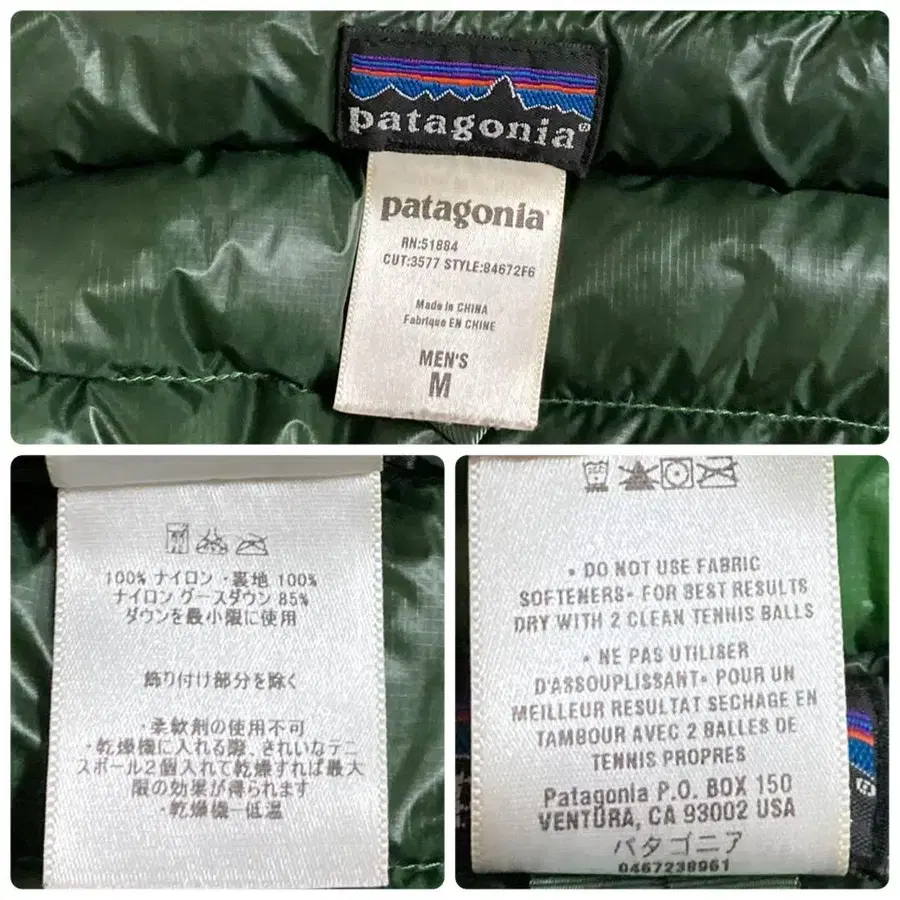 patagonia®
patagonia®
RN:51884
CUT:3577 STYLE:84672F6
Made in CHINA
Fabrique EN CHINE
MEN'S
M
100% ナイロン・裏地 100%
ナイロン グースダウン 85%
ダウンを最小限に使用
飾り付け部分を除く
・柔軟剤の使用不可
・乾燥機に入れる際、きれいなテニ
スボール2個入れて乾燥すれば最大
限の効果が得られます
・乾燥機―低温
• DO NOT USE FABRIC
SOFTENERS• FOR BEST RESULTS
DRY WITH 2 CLEAN TENNIS BALLS
• NE PAS UTILISER
D'ASSOUPLISSANT• POUR UN
MEILLEUR RESULTAT SECHAGE EN
TAMBOUR AVEC 2 BALLES DE
TENNIS PROPRES
Patagonia P.O. BOX 150
VENTURA, CA 93002 USA
パタゴニア
0467238961